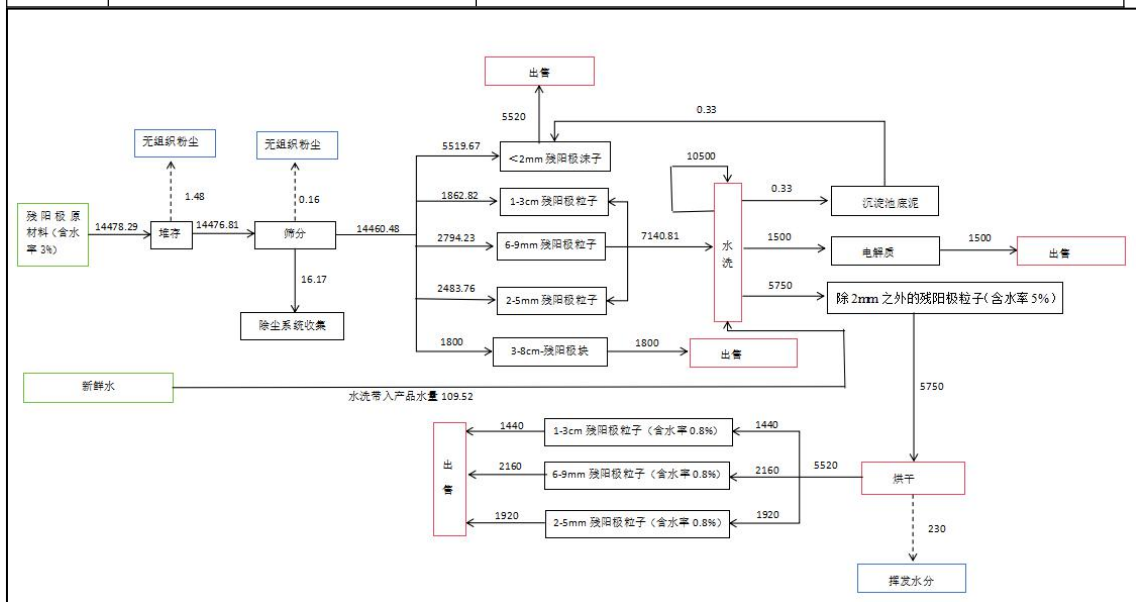 出售
5520
0.33
无组织粉尘
无组织粉尘
5519.67
<2mm 残阳极沫子
10500
1.48
0.16
1862.82
1-3cm 残阳极粒子
0.33
沉淀池底泥
残阳极原
材料（含水
率 3%）
14478.29
堆存
14476.81
筛分
14460.48
2794.23
6-9mm 残阳极粒子
7140.81
水
洗
1500
电解质
1500
出售
16.17
2483.76
2-5mm 残阳极粒子
5750
除 2mm 之外的残阳极粒子（含水率 5%）
除尘系统收集
1800
3-8cm-残阳极块
1800
出售
新鲜水
水洗带入产品水量 109.52
5750
出
售
1440
1-3cm 残阳极粒子（含水率 0.8%）
1440
2160
6-9mm 残阳极粒子（含水率 0.8%）
2160
5520
烘干
1920
2-5mm 残阳极粒子（含水率 0.8%）
1920
230
挥发水分